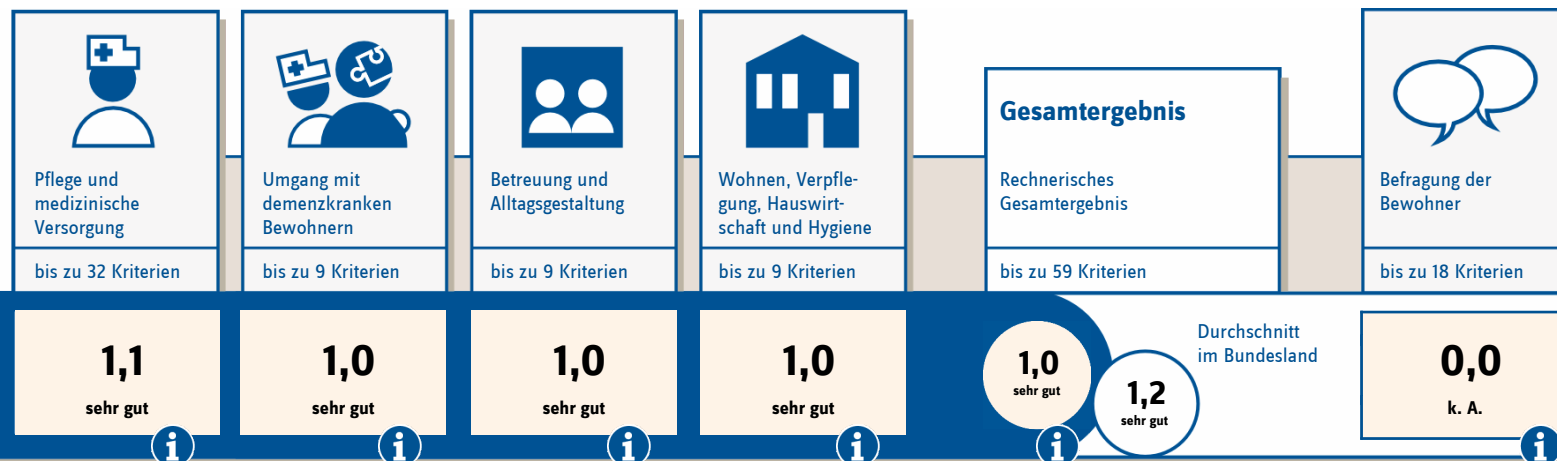 Pflege und
medizinische
Versorgung
bis zu 32 Kriterien
1,1
sehr gut
i
Umgang mit
demenzkranken
Bewohnern
bis zu 9 Kriterien
1,0
sehr gut
i
Betreuung und
Alltagsgestaltung
bis zu 9 Kriterien
1,0
sehr gut
i
Wohnen, Verpfle-
gung, Hauswirt-
schaft und Hygiene
bis zu 9 Kriterien
1,0
sehr gut
i
Gesamtergebnis
Rechnerisches
Gesamtergebnis
bis zu 59 Kriterien
1,0
sehr gut
i
Durchschnitt
im Bundesland
1,2
sehr gut
Befragung der
Bewohner
bis zu 18 Kriterien
0,0
k. A.
i